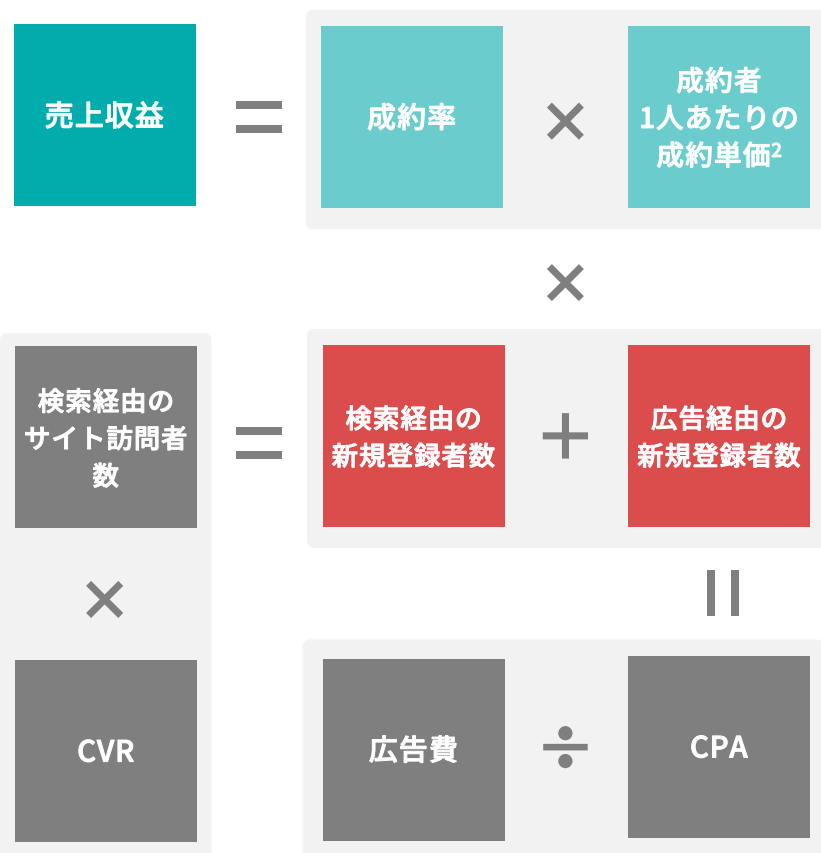 売上収益
=
成約率
×
成約者
1人あたりの
成約単価²
×
検索経由の
サイト訪問者
数
=
検索経由の
新規登録者数
+
広告経由の
新規登録者数
×
=
CVR
広告費
÷
CPA